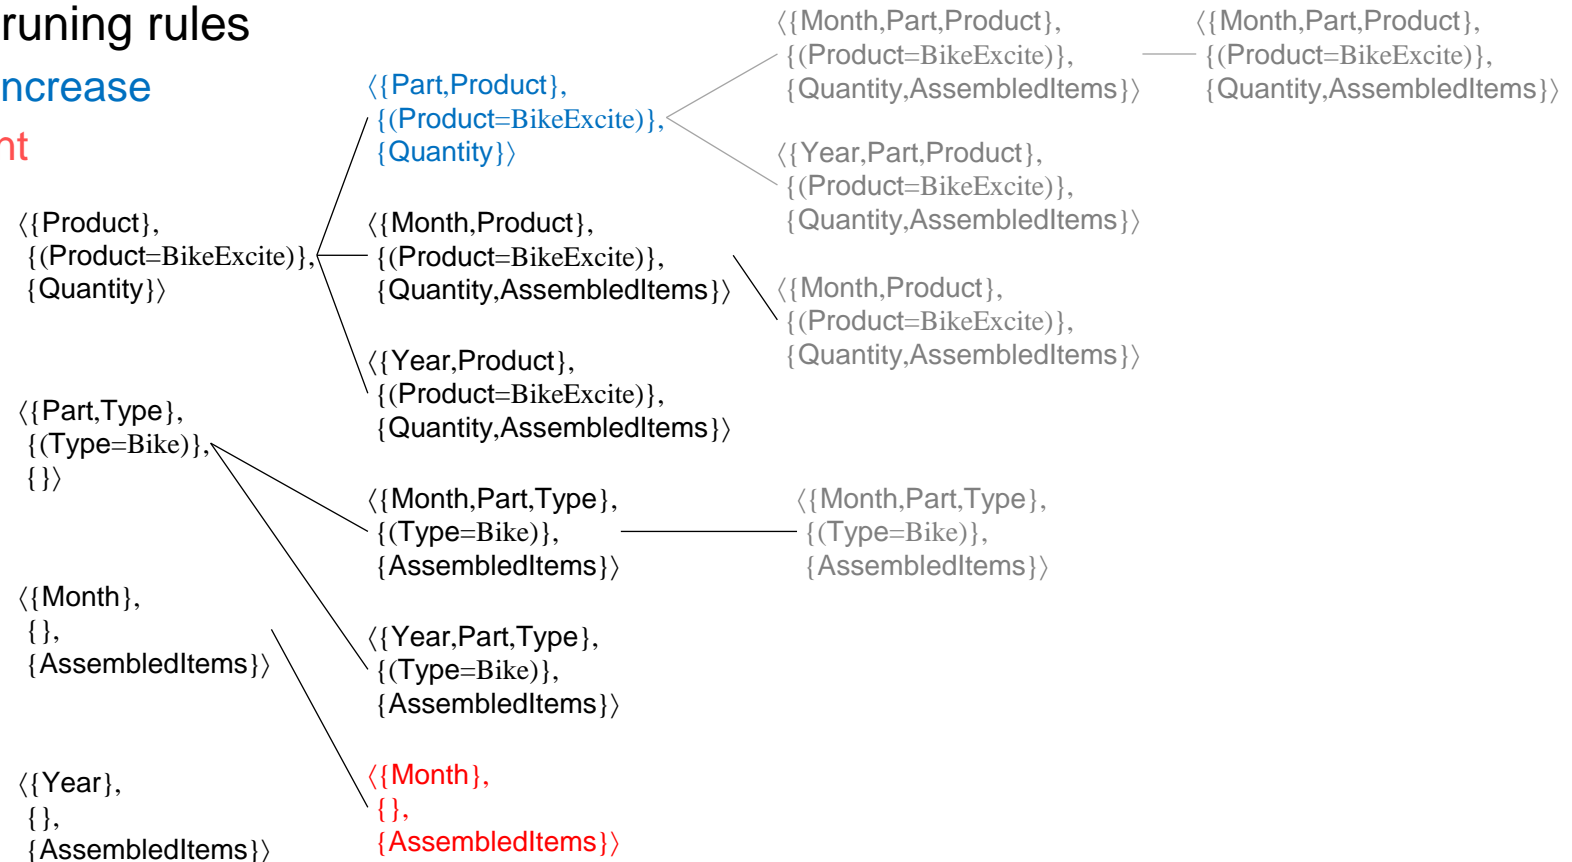 runing rules
ncrease
nt
⟨{Product},
{(Product=BikeExcite)},
{Quantity}⟩
⟨{Part,Type},
{(Type=Bike)},
{}⟩
⟨{Month},
{},
{AssembledItems}⟩
⟨{Year},
{},
{AssembledItems}⟩
⟨{Part,Product},
{(Product=BikeExcite)},
{Quantity}⟩
⟨{Month,Product},
{(Product=BikeExcite)},
{Quantity,AssembledItems}⟩
⟨{Year,Product},
{(Product=BikeExcite)},
{Quantity,AssembledItems}⟩
⟨{Month,Part,Type},
{(Type=Bike)},
{AssembledItems}⟩
⟨{Year,Part,Type},
{(Type=Bike)},
{AssembledItems}⟩
⟨{Month},
{},
{AssembledItems}⟩
⟨{Month,Part,Product},
{(Product=BikeExcite)},
{Quantity,AssembledItems}⟩
⟨{Year,Part,Product},
{(Product=BikeExcite)},
{Quantity,AssembledItems}⟩
⟨{Month,Product},
{(Product=BikeExcite)},
{Quantity,AssembledItems}⟩
⟨{Month,Part,Type},
{(Type=Bike)},
{AssembledItems}⟩
⟨{Month,Part,Product},
{(Product=BikeExcite)},
{Quantity,AssembledItems}⟩